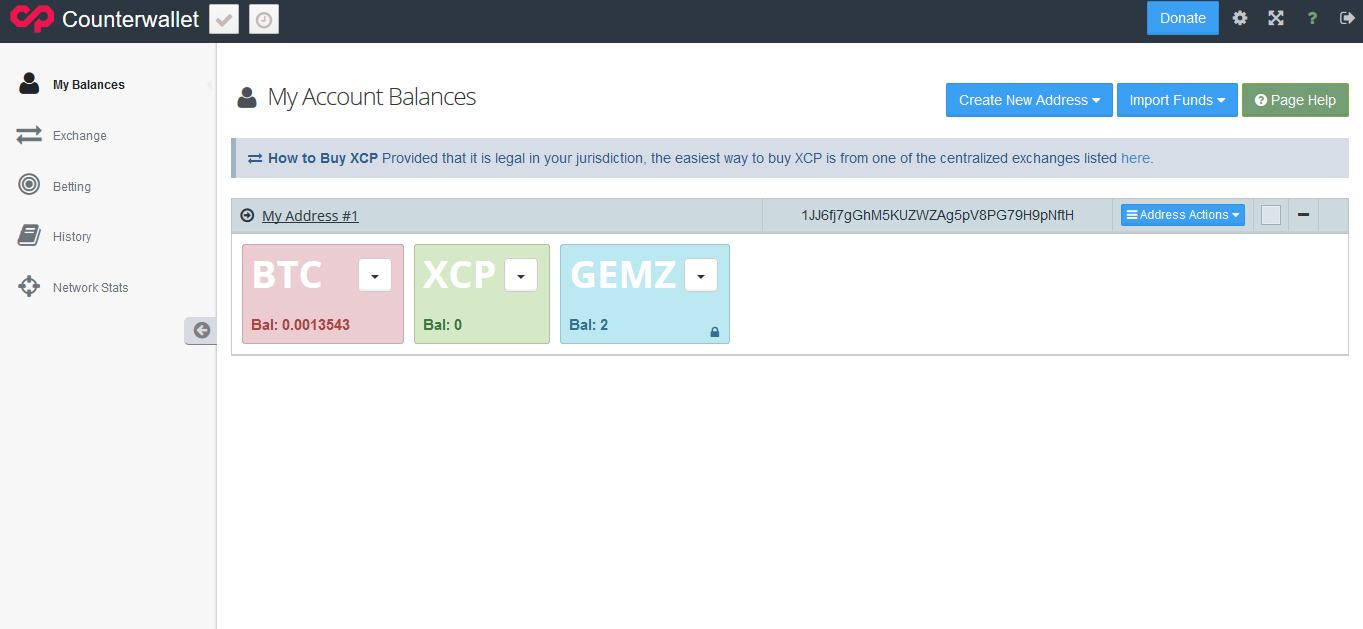 Counterwallet
Donate
?
My Balances
Exchange
Betting
History
Network Stats
My Account Balances
Create New Address
Import Funds
? Page Help
How to Buy XCP Provided that it is legal in your jurisdiction, the easiest way to buy XCP is from one of the centralized exchanges listed here.
My Address #1
1JJ6fj7gGhM5KUZWZAg5pV8PG79H9pNftH
Address Actions
BTC
Bal: 0.0013543
XCP
Bal: 0
GEMZ
Bal: 2